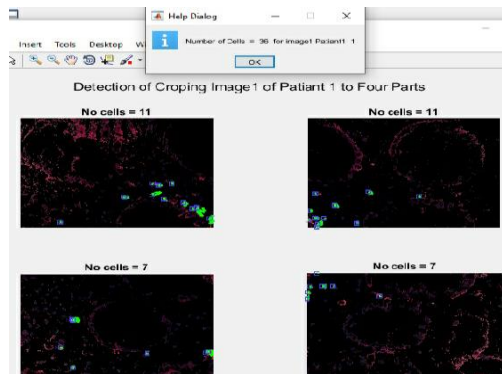 Help Dialog
Number of Cells = 36 for image1 Patient1 1
OK
Insert Tools Desktop
Detection of Croping Image1 of Patiant 1 to Four Parts
No cells = 11
No cells = 11
No cells = 7
No cells = 7